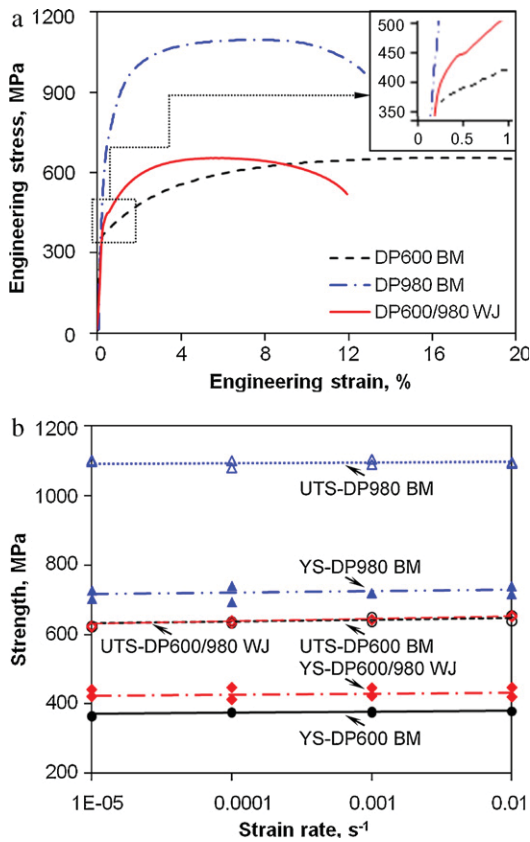 a
1200
900
600
300
0
Engineering stress, MPa
500
450
400
350
0 0.5 1
DP600 BM
DP980 BM
DP600/980 WJ
0 4 8 12 16 20
Engineering strain, %
b
1200
1000
800
600
400
200
Strength, MPa
UTS-DP980 BM
YS-DP980 BM
UTS-DP600/980 WJ UTS-DP600 BM
YS-DP600/980 WJ
YS-DP600 BM
1E-05 0.0001 0.001 0.01
Strain rate, s⁻¹